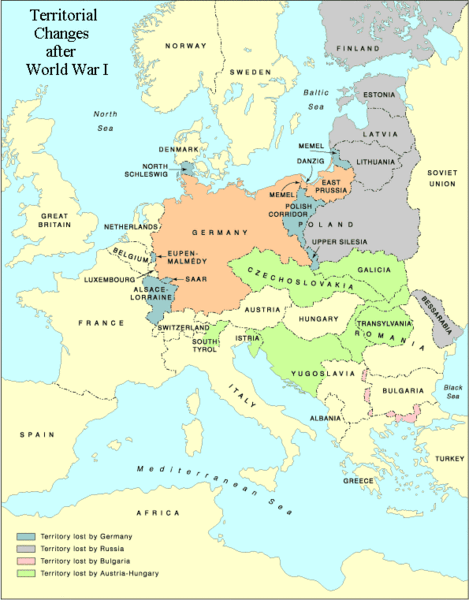 Territorial
Changes
after
World War I
NORWAY
SWEDEN
FINLAND
North
Sea
Baltic
Sea
ESTONIA
LATVIA
LITHUANIA
MEMEL
DANZIG
DENMARK
NORTH
SCHLESWIG
MEMEL
EAST
PRUSSIA
SOVIET
UNION
POLISH
CORRIDOR
POLAND
GREAT
BRITAIN
NETHERLANDS
GERMANY
UPPER SILESIA
BELGIUM
EUPEN-
MALMÉDY
LUXEMBOURG
SAAR
ALSACE-
LORRAINE
CZECHOSLOVAKIA
GALICIA
FRANCE
SWITZERLAND
AUSTRIA
HUNGARY
TRANSYLVANIA
ROMANIA
BESSARABIA
SOUTH
TYROL
ISTRIA
YUGOSLAVIA
ITALY
BULGARIA
Black
Sea
ALBANIA
SPAIN
GREECE
TURKEY
Mediterranean Sea
AFRICA
Territory lost by Germany
Territory lost by Russia
Territory lost by Bulgaria
Territory lost by Austria-Hungary